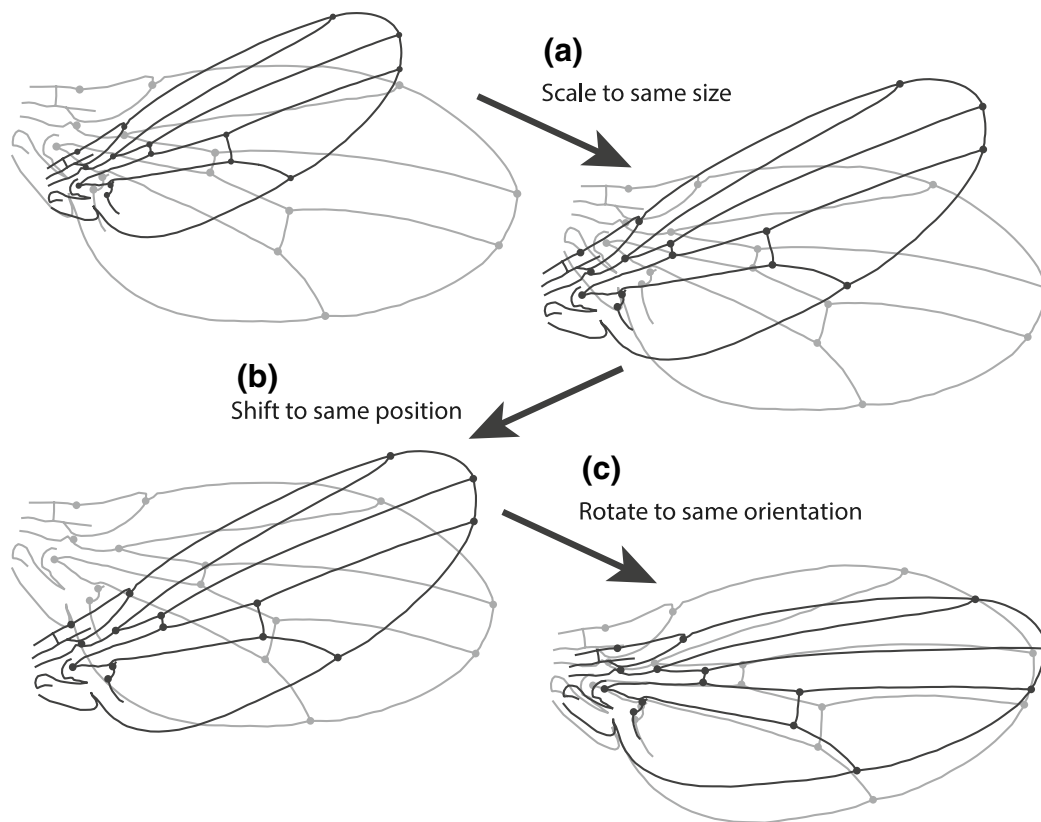 (a)
Scale to same size
(b)
Shift to same position
(c)
Rotate to same orientation